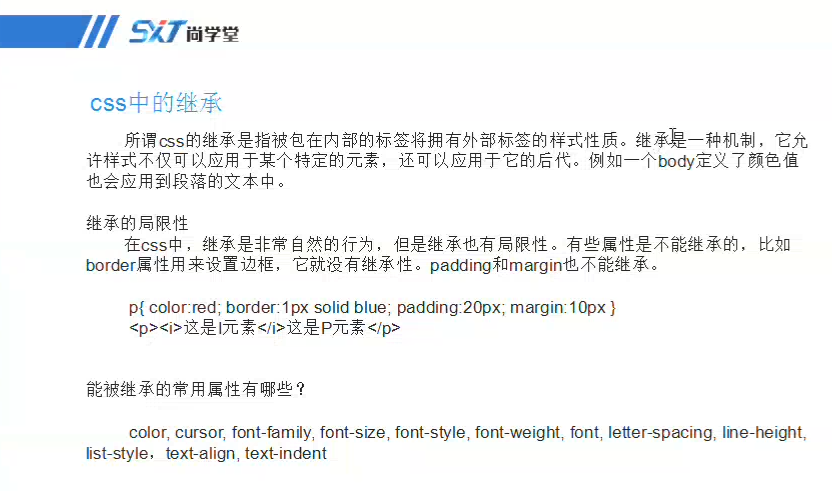 SXT尚学堂
css中的继承
所谓css的继承是指被包在内部的标签将拥有外部标签的样式性质。继承是一种机制，它允
许样式不仅可以应用于某个特定的元素，还可以应用于它的后代。例如一个body定义了颜色值
也会应用到段落的文本中。
继承的局限性
在css中，继承是非常自然的行为，但是继承也有局限性。有些属性是不能继承的，比如
border属性用来设置边框，它就没有继承性。padding和margin也不能继承。
p{ color:red; border:1px solid blue; padding:20px; margin:10px }
<p><i>这是I元素</i>这是P元素</p>
能被继承的常用属性有哪些？
color, cursor, font-family, font-size, font-style, font-weight, font, letter-spacing, line-height,
list-style，text-align, text-indent